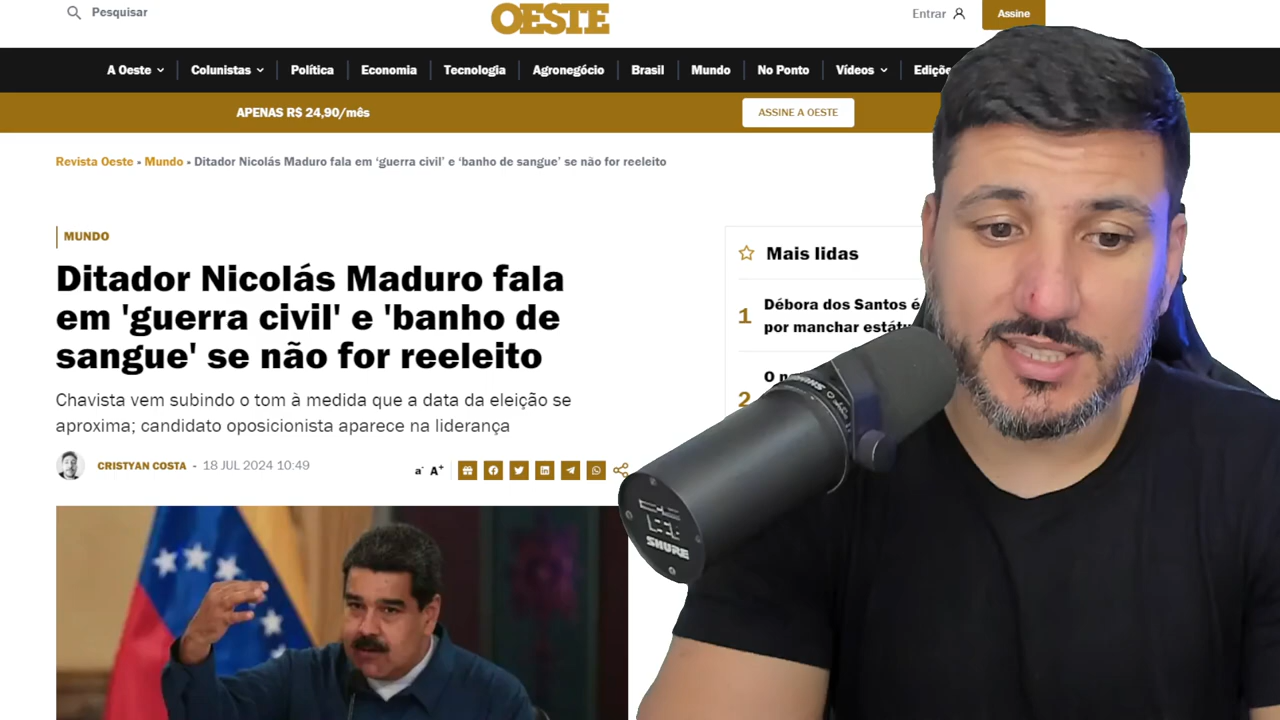 Pesquisar
OESTE
Entrar
Assine
A Oeste
Colunistas
Política
Economia
Tecnologia
Agronegócio
Brasil
Mundo
No Ponto
Vídeos
APENAS R$ 24,90/mês
ASSINE A OESTE
Revista Oeste • Mundo • Ditador Nicolás Maduro fala em ‘guerra civil’ e ‘banho de sangue’ se não for reeleito
MUNDO
Ditador Nicolás Maduro fala
em 'guerra civil' e 'banho de
sangue' se não for reeleito
Chavista vem subindo o tom à medida que a data da eleição se
aproxima; candidato oposicionista aparece na liderança
CRISTYAN COSTA - 18 JUL 2024 10:49
a- A+
Mais lidas
1
Débora dos Santos é
por manchar
2
SHURE